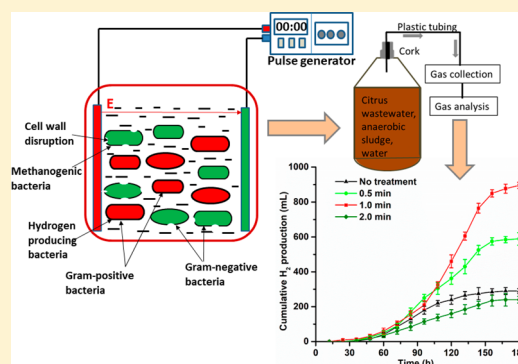 00:00
Pulse generator
E
Cell wall
disruption
Methanogenic
bacteria
Hydrogen
producing
bacteria
Gram-positive
bacteria
Gram-negative
bacteria
Plastic tubing
Cork
Gas collection
Gas analysis
Citrus
wastewater,
anaerobic
sludge,
water
Cumulative H2 production (mL)
900
800
600
400
200
0
No treatment
0.5 min
1.0 min
2.0 min
0 30 60 90 120 150 180
Time (h)